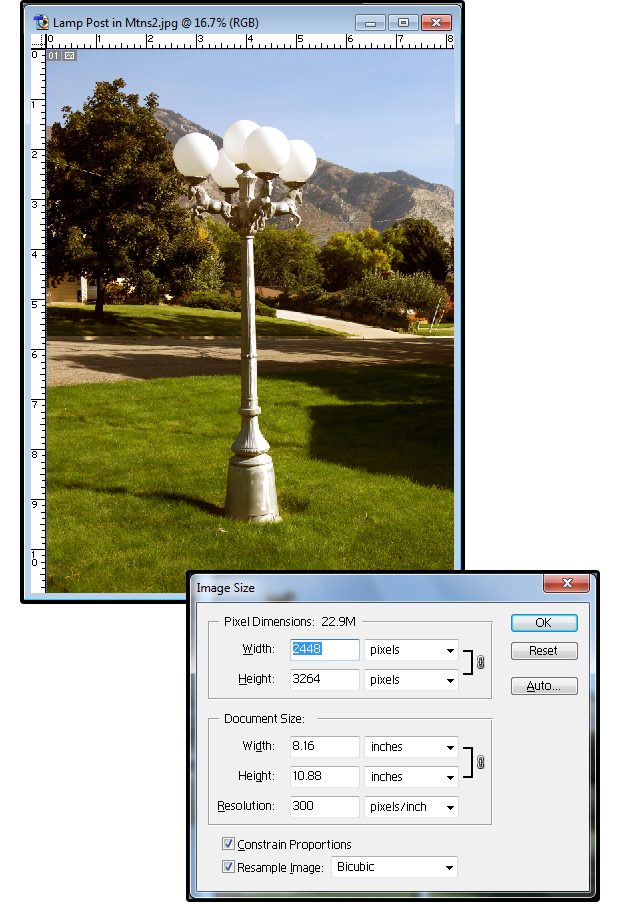 Lamp Post in Mtns2.jpg @ 16.7% (RGB)
0 1 2 3 4 5 6 7 8
0
01
1
2
3
4
5
6
7
8
9
10
Image Size
Pixel Dimensions: 22.9M
OK
Width: 2448 pixels
Reset
Height: 3264 pixels
Auto...
Document Size:
Width: 8.16 inches
Height: 10.88 inches
Resolution: 300 pixels/inch
Constrain Proportions
Resample Image: Bicubic